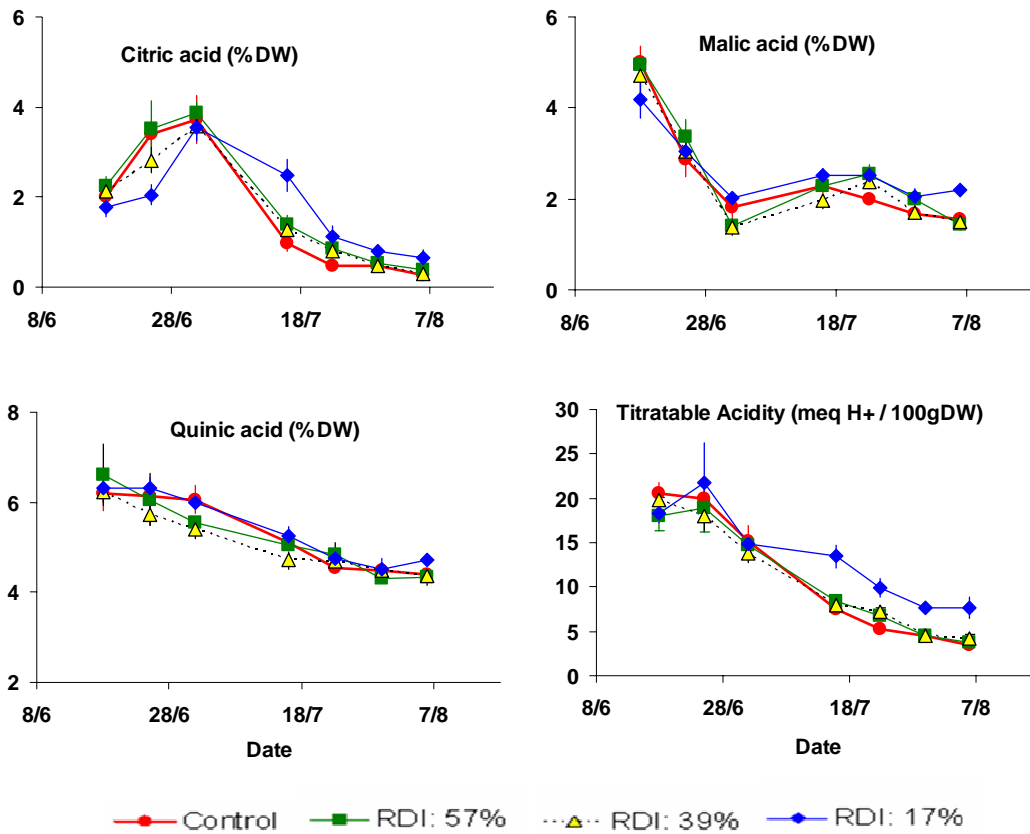 Citric acid (%DW)
6
4
2
0
8/6 28/6 18/7 7/8
Malic acid (%DW)
6
4
2
0
8/6 28/6 18/7 7/8
Quinic acid (%DW)
8
6
4
2
8/6 28/6 18/7 7/8
Date
Titratable Acidity (meq H+ / 100gDW)
30
25
20
15
10
5
0
8/6 28/6 18/7 7/8
Date
Control RDI: 57% RDI: 39% RDI: 17%